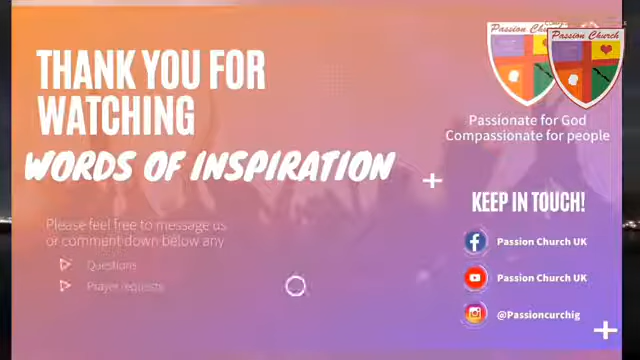 THANK YOU FOR
WATCHING
WORDS OF INSPIRATION
Please feel free to message us
or comment down below any
Questions
Prayer requests
Passion Church
Passion Church
Passionate for God
Compassionate for people
KEEP IN TOUCH!
Passion Church UK
Passion Church UK
@Passioncurchig